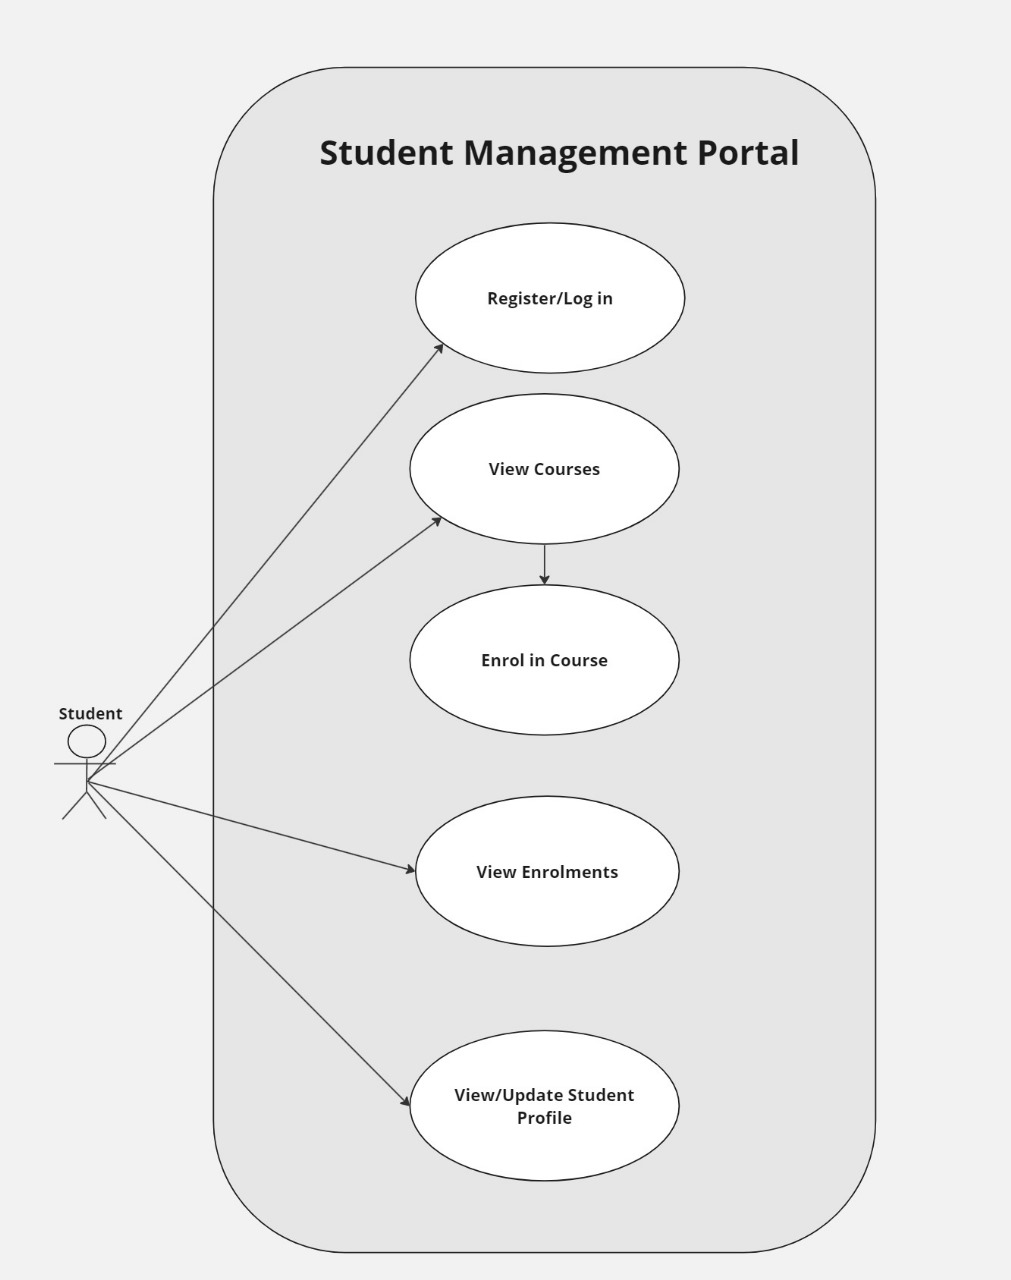 Student Management Portal
Register/Log in
View Courses
Enrol in Course
Student
View Enrolments
View/Update Student
Profile